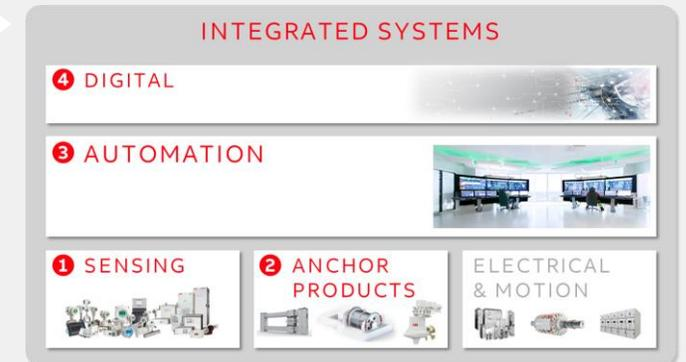 INTEGRATED SYSTEMS
4 DIGITAL
3 AUTOMATION
1 SENSING
2 ANCHOR
PRODUCTS
ELECTRICAL
& MOTION